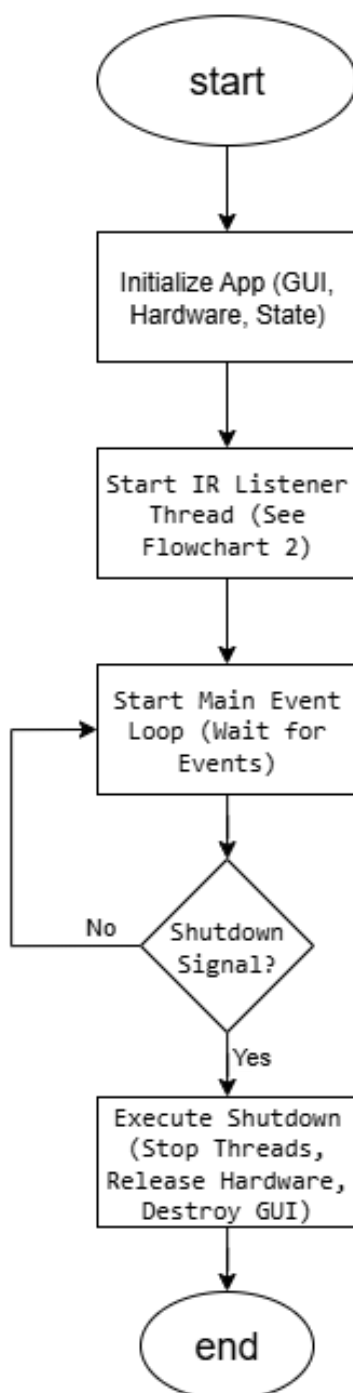 start
Initialize App (GUI,
Hardware, State)
Start IR Listener
Thread (See
Flowchart 2)
Start Main Event
Loop (Wait for
Events)
No
Shutdown
Signal?
Yes
Execute Shutdown
(Stop Threads,
Release Hardware,
Destroy GUI)
end